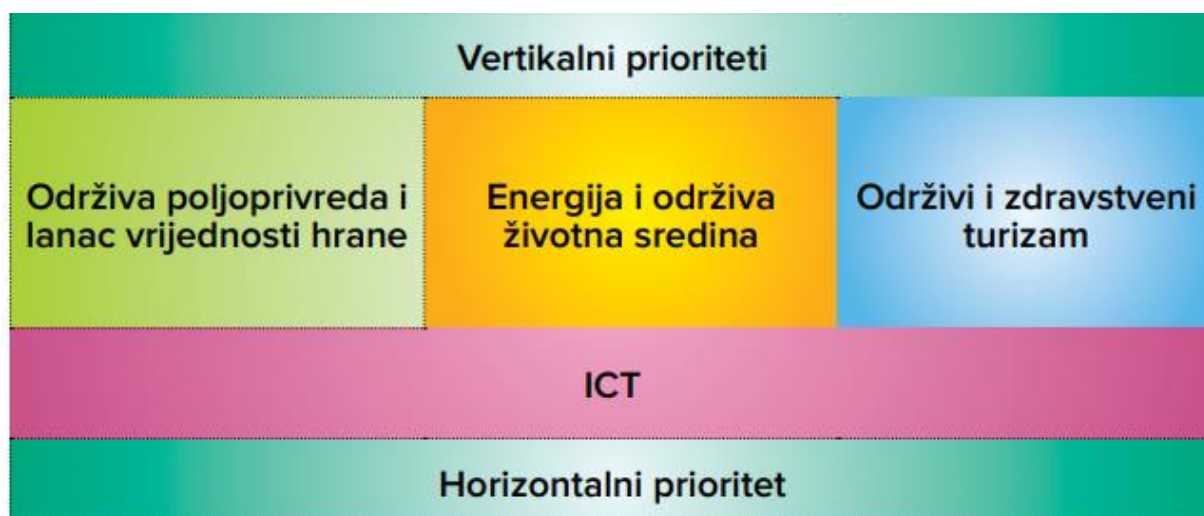 Vertikalni prioriteti
Održiva poljoprivreda i
lanac vrijednosti hrane
Energija i održiva
životna sredina
Održivi i zdravstveni
turizam
ICT
Horizontalni prioritet